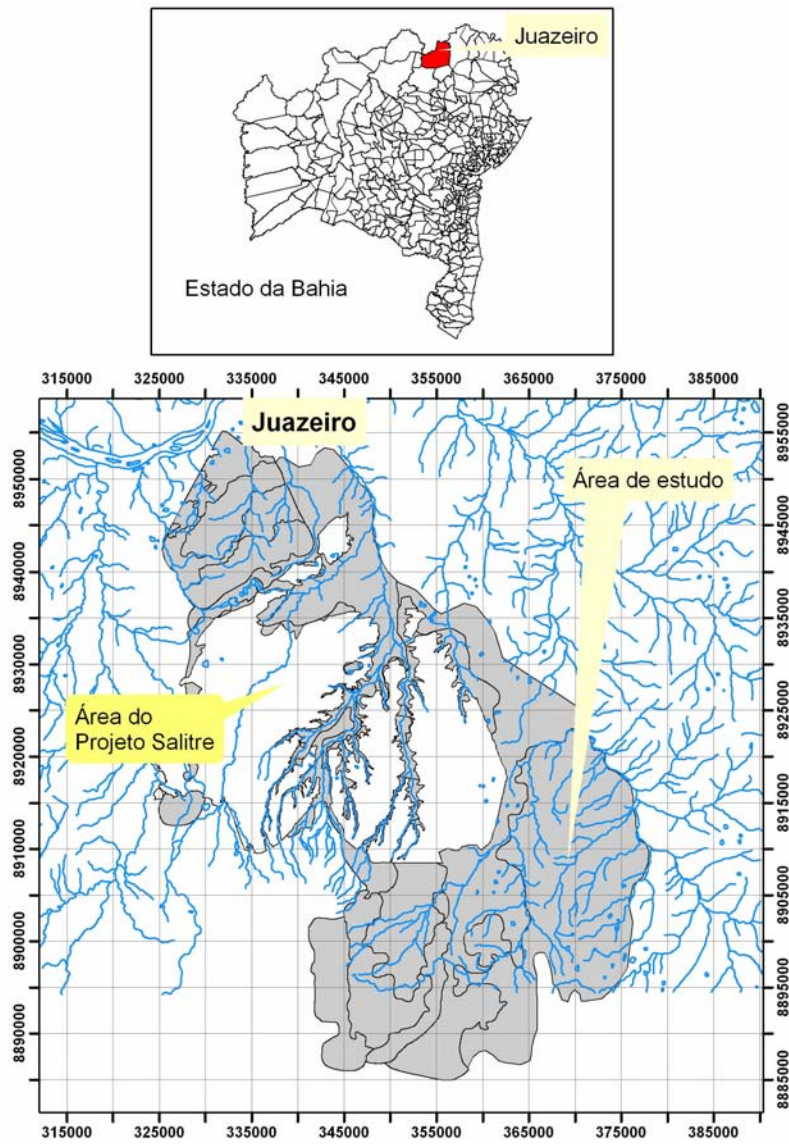 Juazeiro
Estado da Bahia
315000 325000 335000 345000 355000 365000 375000 385000
Juazeiro
Área de estudo
Área do
Projeto Salitre
8950000
8940000
8930000
8920000
8910000
8900000
8890000
8955000
8945000
8935000
8925000
8915000
8905000
8895000
8885000
315000 325000 335000 345000 355000 365000 375000 385000